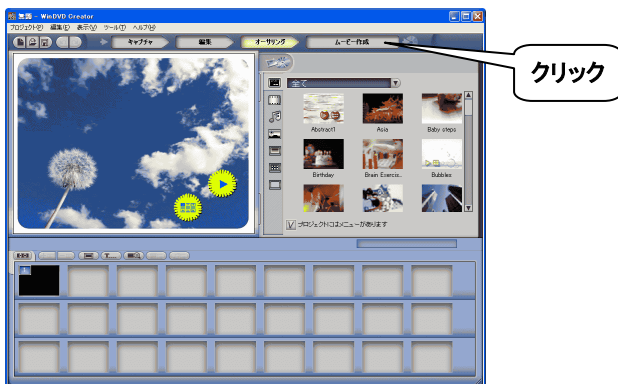 無題 - WinDVD Creator
プロジェクト(P) 編集(E) 表示(V) ツール(T) ヘルプ(H)
キャプチャ 編集 オーサリング ムービー作成
クリック
全て
Abstract1 Asia Baby steps
Birthday Brain Exercis.. Bubbles
プロジェクトにはメニューがあります